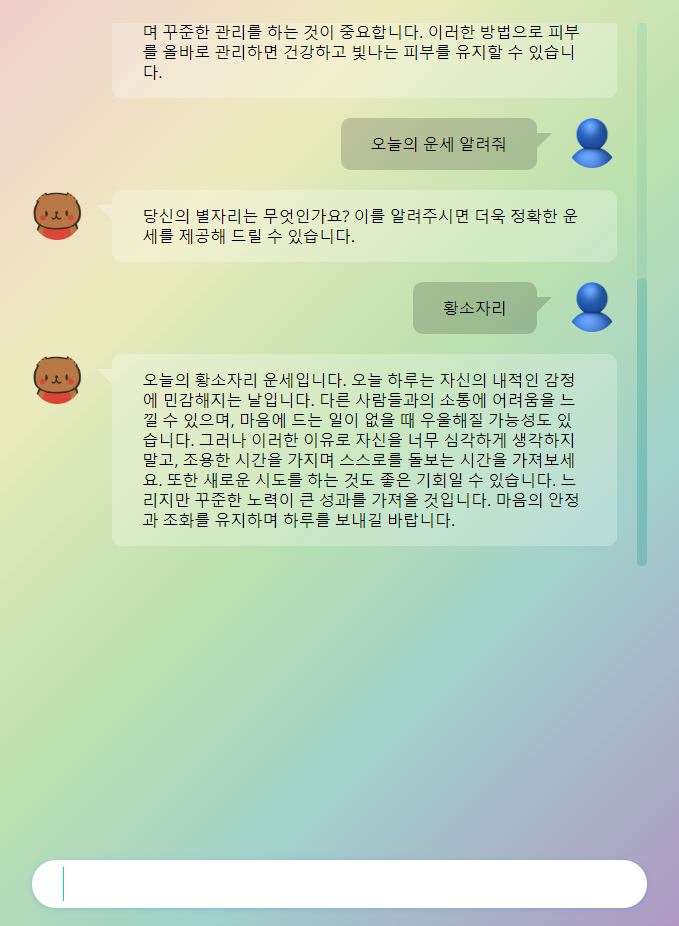 며 꾸준한 관리를 하는 것이 중요합니다. 이러한 방법으로 피부
를 올바로 관리하면 건강하고 빛나는 피부를 유지할 수 있습니
다.
오늘의 운세 알려줘
당신의 별자리는 무엇인가요? 이를 알려주시면 더욱 정확한 운
세를 제공해 드릴 수 있습니다.
황소자리
오늘의 황소자리 운세입니다. 오늘 하루는 자신의 내적인 감정
에 민감해지는 날입니다. 다른 사람들과의 소통에 어려움을 느
낄 수 있으며, 마음에 드는 일이 없을 때 우울해질 가능성도 있
습니다. 그러나 이러한 이유로 자신을 너무 심각하게 생각하지
말고, 조용한 시간을 가지며 스스로를 돌보는 시간을 가져보세
요. 또한 새로운 시도를 하는 것도 좋은 기회일 수 있습니다. 느
리지만 꾸준한 노력이 큰 성과를 가져올 것입니다. 마음의 안정
과 조화를 유지하며 하루를 보내길 바랍니다.